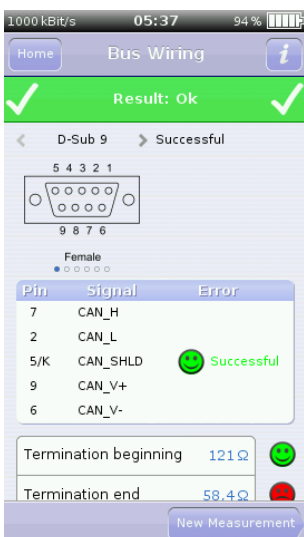 1000 kBit/s 05:37 94 %
Home Bus Wiring i
Result: Ok
D-Sub 9 Successful
5 4 3 2 1
9 8 7 6
Female
Pin Signal Error
7 CAN_H
2 CAN_L
5/K CAN_SHLD Successful
9 CAN_V+
6 CAN_V-
Termination beginning 121 Ω
Termination end 58,4 Ω
New Measurement